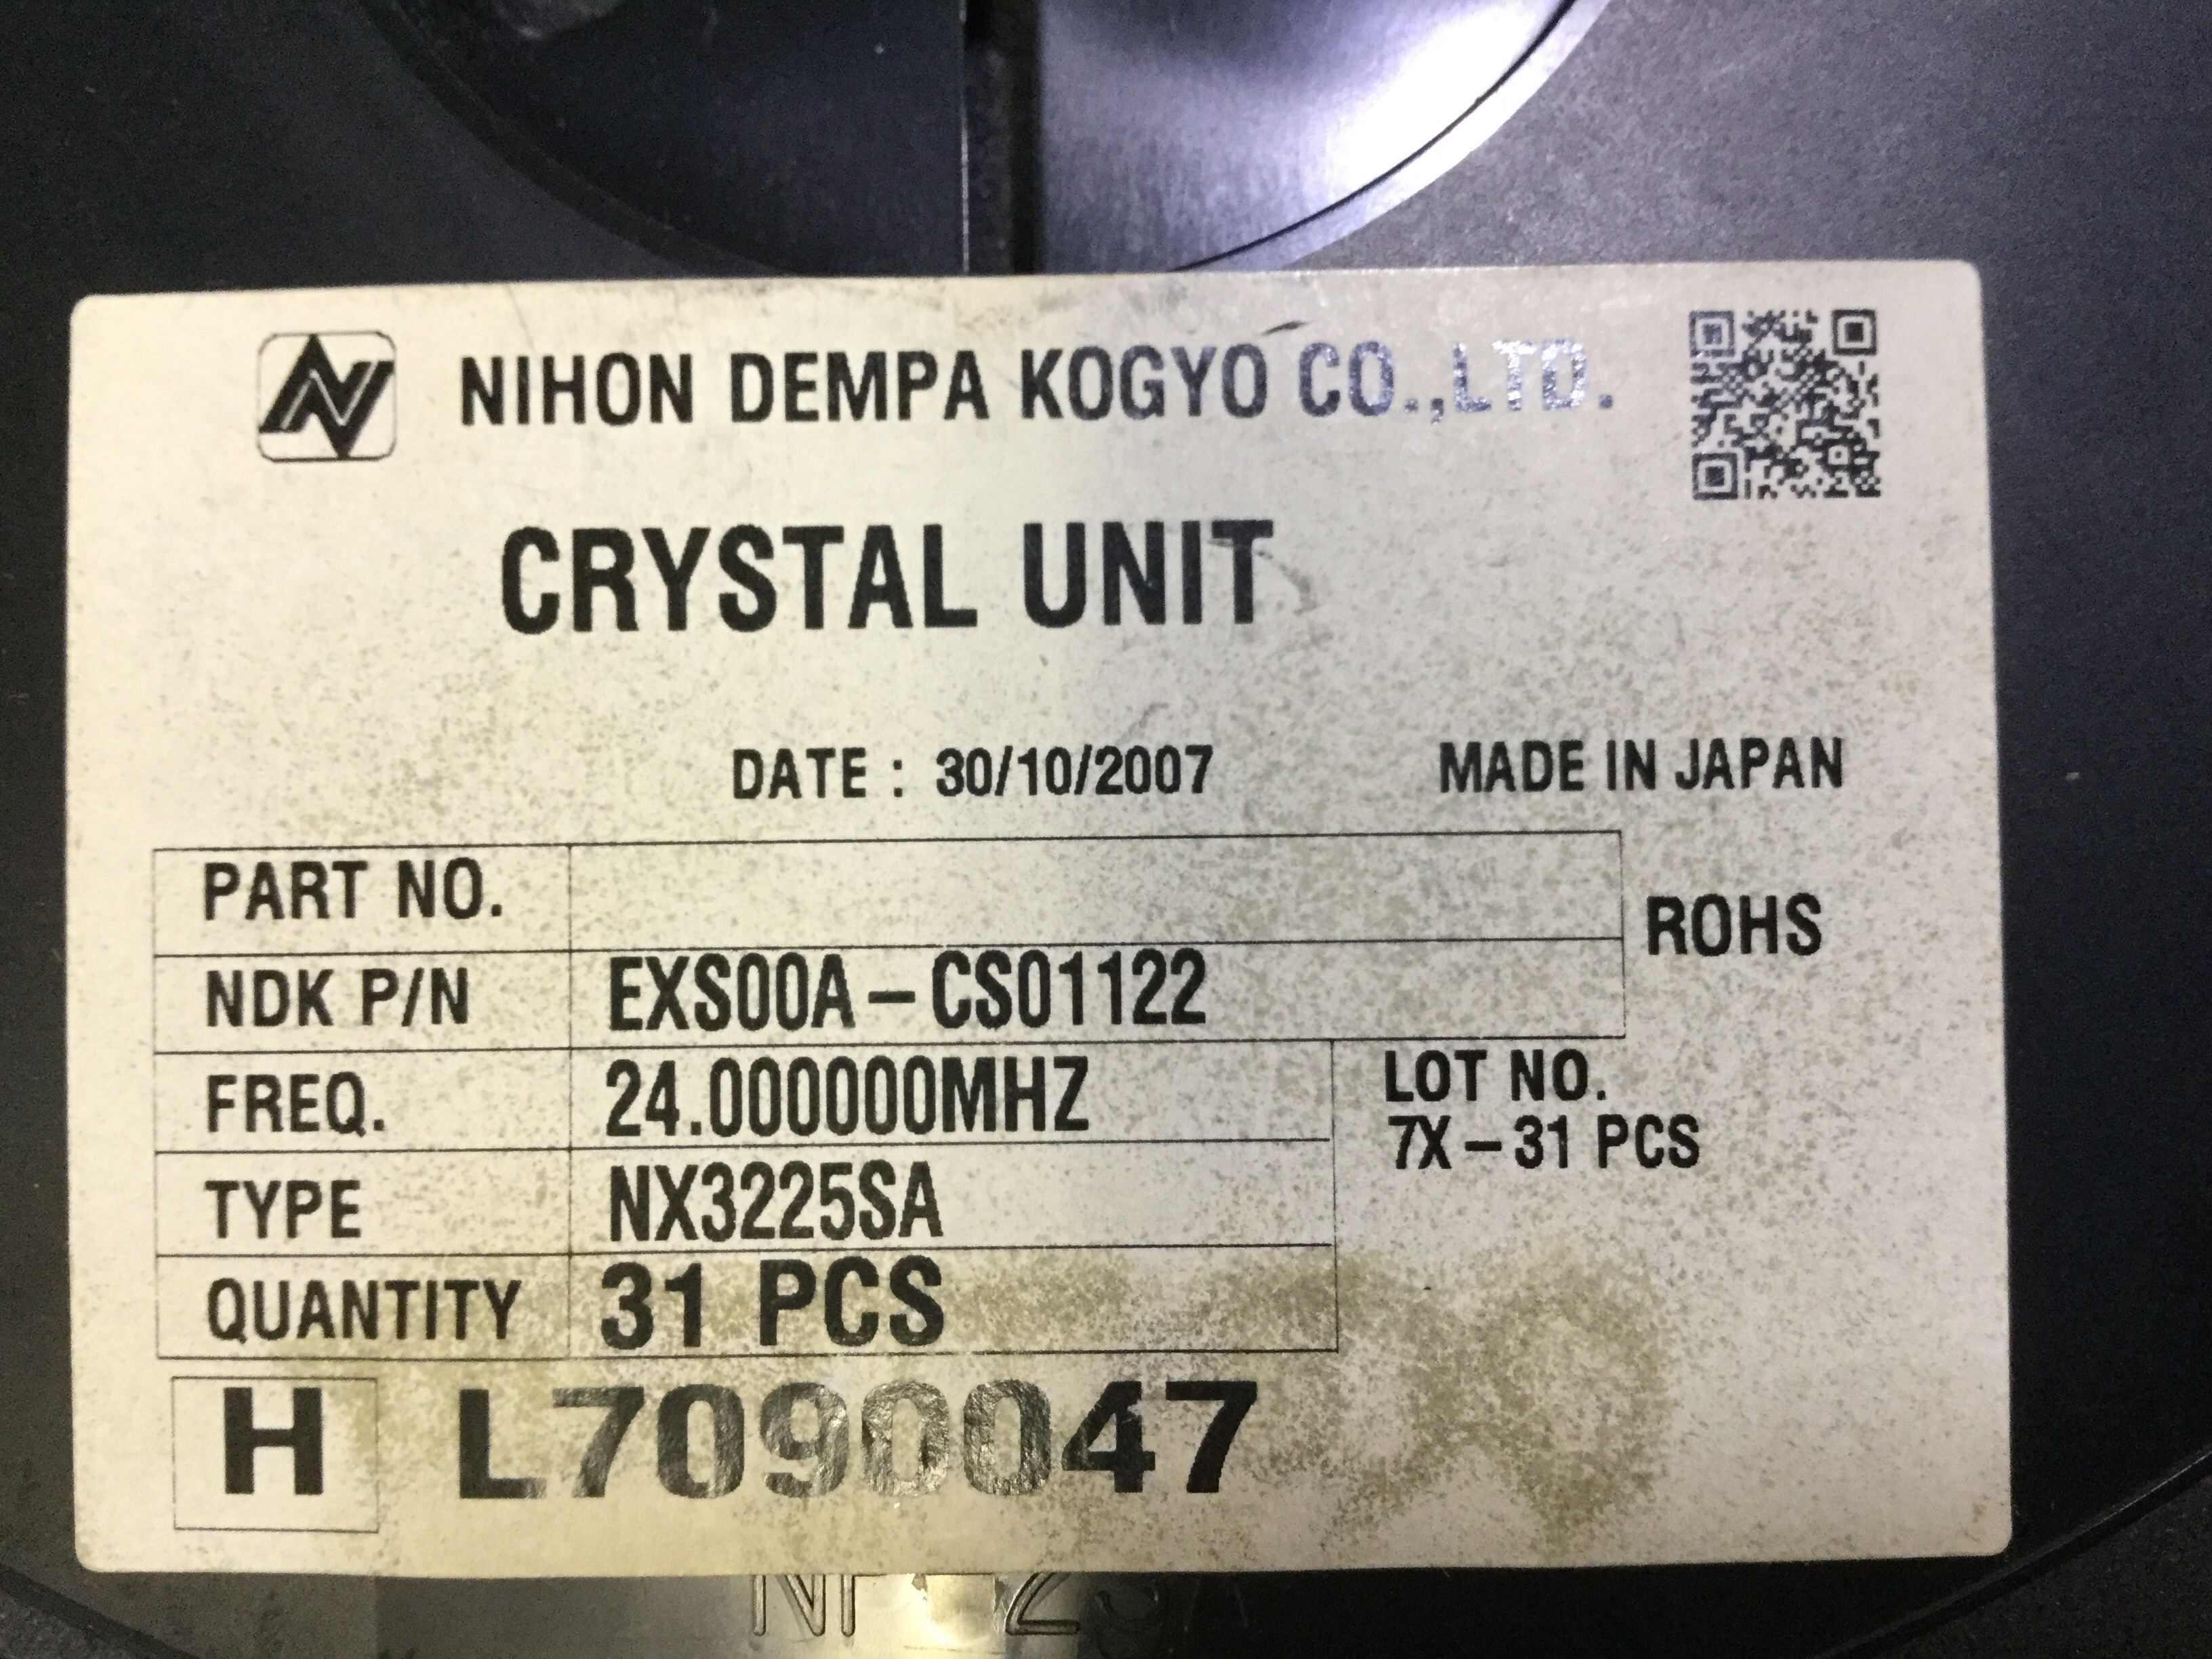 NIHON DEMPA KOGYO CO.,LTD.
CRYSTAL UNIT
DATE : 30/10/2007 MADE IN JAPAN
PART NO.
ROHS
NDK P/N EXS00A-CS01122
FREQ. 24.000000MHZ
LOT NO.
7X-31 PCS
TYPE NX3225SA
QUANTITY 31 PCS
H L7090047